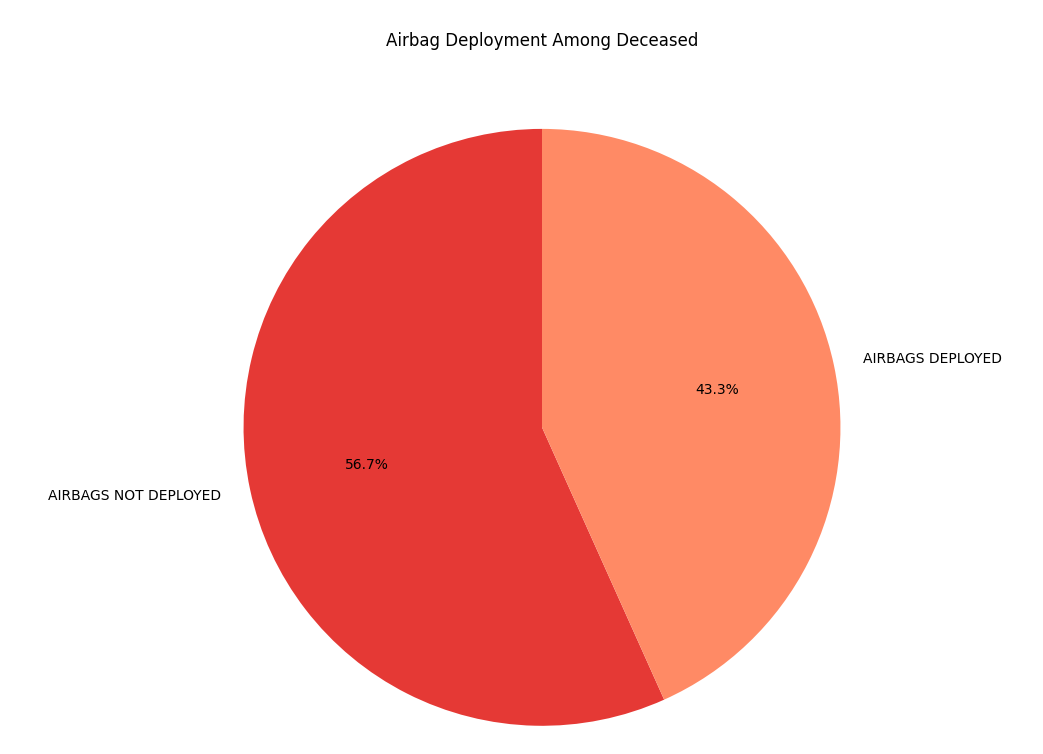 Airbag Deployment Among Deceased
AIRBAGS DEPLOYED
43.3%
56.7%
AIRBAGS NOT DEPLOYED